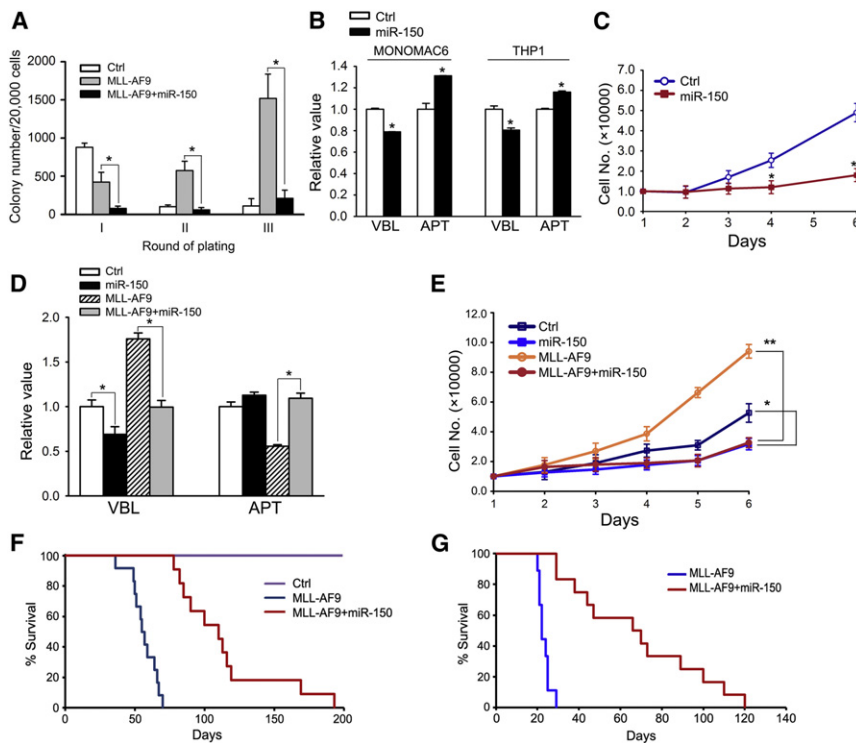 A
Ctrl
MLL-AF9
MLL-AF9+miR-150
Colony number/20,000 cells
2000
1500
1000
500
0
*
*
*
I
II
III
Round of plating
B
Ctrl
miR-150
MONOMAC6
THP1
Relative value
1.4
1.2
1.0
0.8
0.6
0.4
0.2
0
*
*
*
*
VBL
APT
VBL
APT
C
Ctrl
miR-150
Cell No. (×10000)
7.0
6.0
5.0
4.0
3.0
2.0
1.0
0.0
*
*
1
2
3
4
5
6
Days
D
Ctrl
miR-150
MLL-AF9
MLL-AF9+miR-150
Relative value
2.0
1.5
1.0
0.5
0.0
*
*
*
VBL
APT
E
Ctrl
miR-150
MLL-AF9
MLL-AF9+miR-150
Cell No. (×10000)
12.0
10.0
8.0
6.0
4.0
2.0
0.0
**
*
1
2
3
4
5
6
Days
F
Ctrl
MLL-AF9
MLL-AF9+miR-150
% Survival
100
80
60
40
20
0
0
50
100
150
200
Days
G
MLL-AF9
MLL-AF9+miR-150
% Survival
100
80
60
40
20
0
0
20
40
60
80
100
120
140
Days